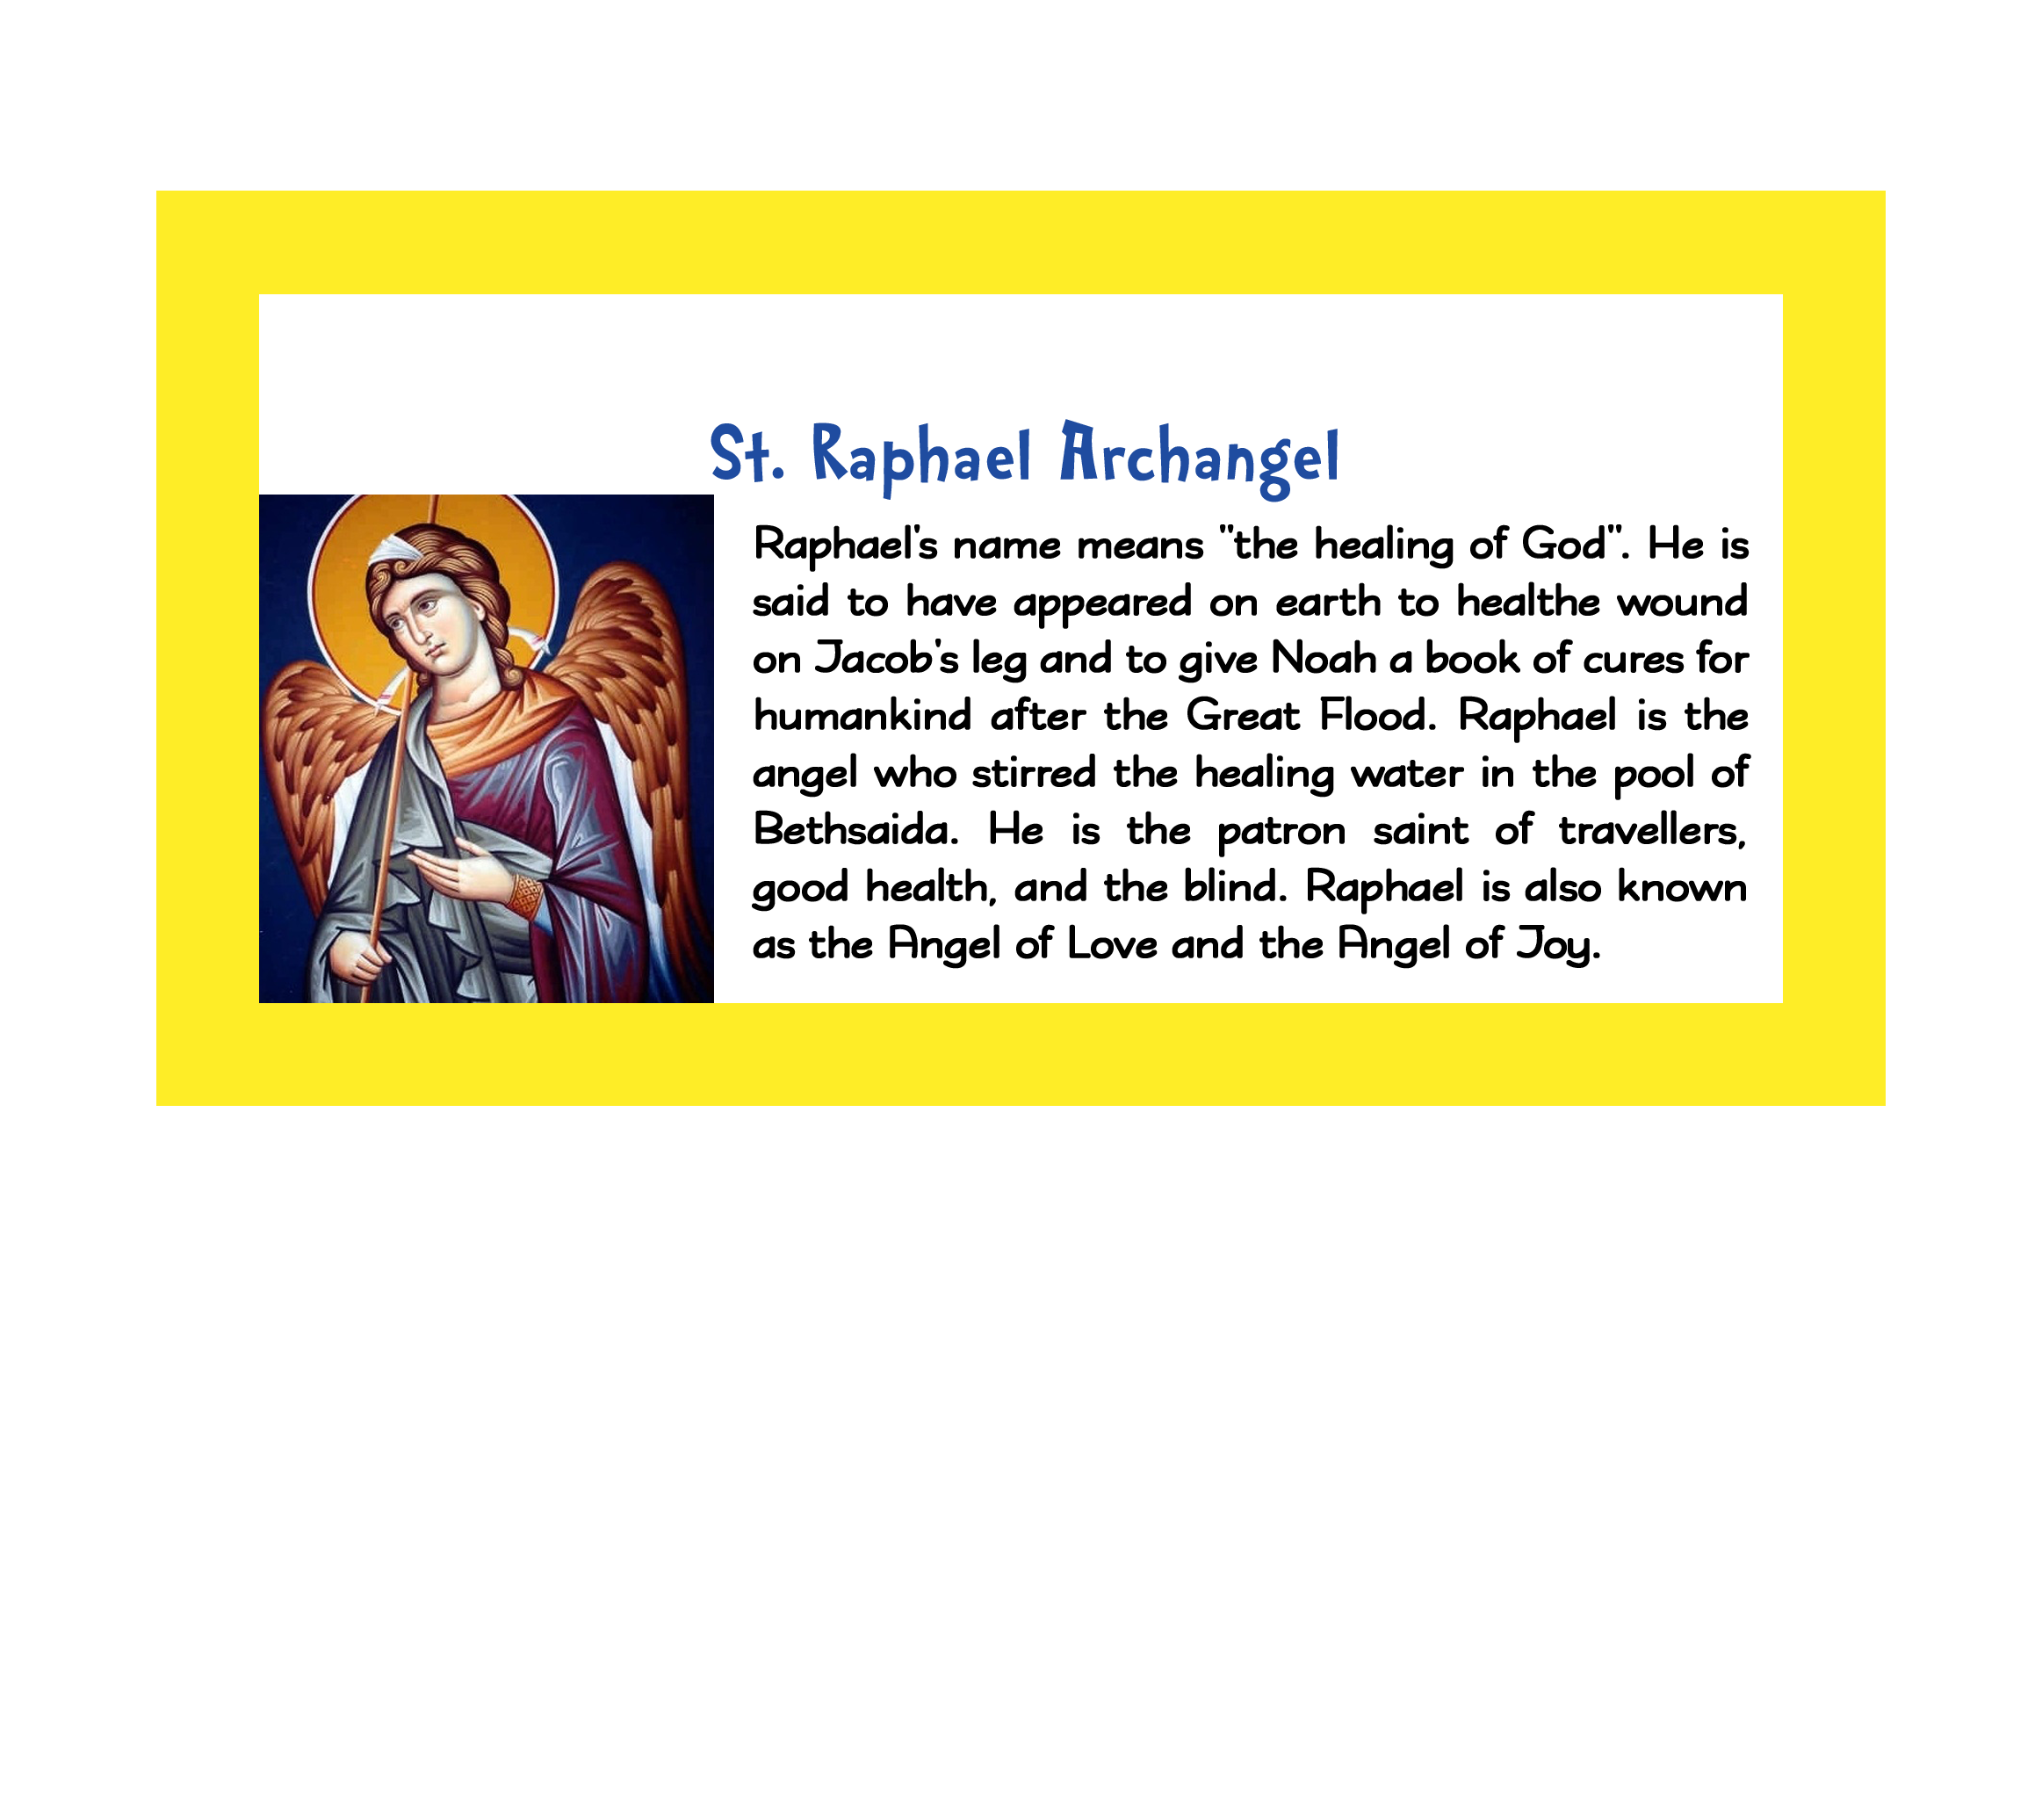 St. Raphael Archangel
Raphael's name means "the healing of God". He is
said to have appeared on earth to healthe wound
on Jacob's leg and to give Noah a book of cures for
humankind after the Great Flood. Raphael is the
angel who stirred the healing water in the pool of
Bethsaida. He is the patron saint of travellers,
good health, and the blind. Raphael is also known
as the Angel of Love and the Angel of Joy.